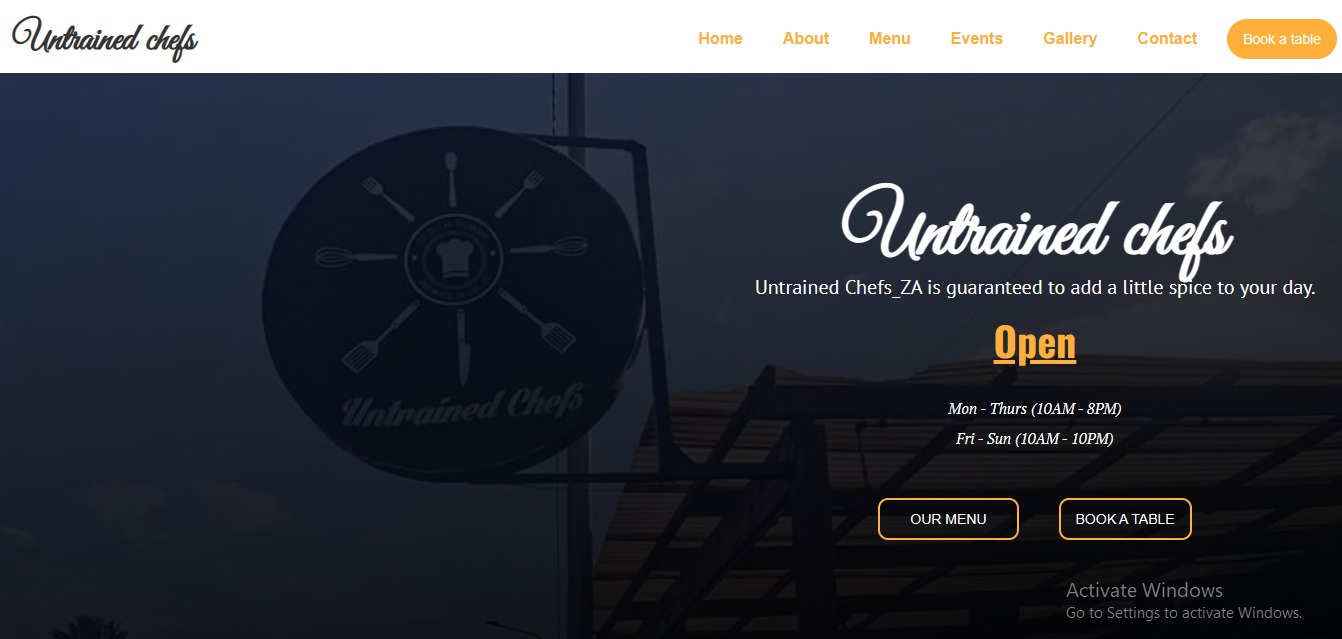 Untrained chefs
Home About Menu Events Gallery Contact Book a table
Untrained Chefs
Untrained chefs
Untrained Chefs_ZA is guaranteed to add a little spice to your day.
Open
Mon - Thurs (10AM - 8PM)
Fri - Sun (10AM - 10PM)
OUR MENU BOOK A TABLE
Activate Windows
Go to Settings to activate Windows.